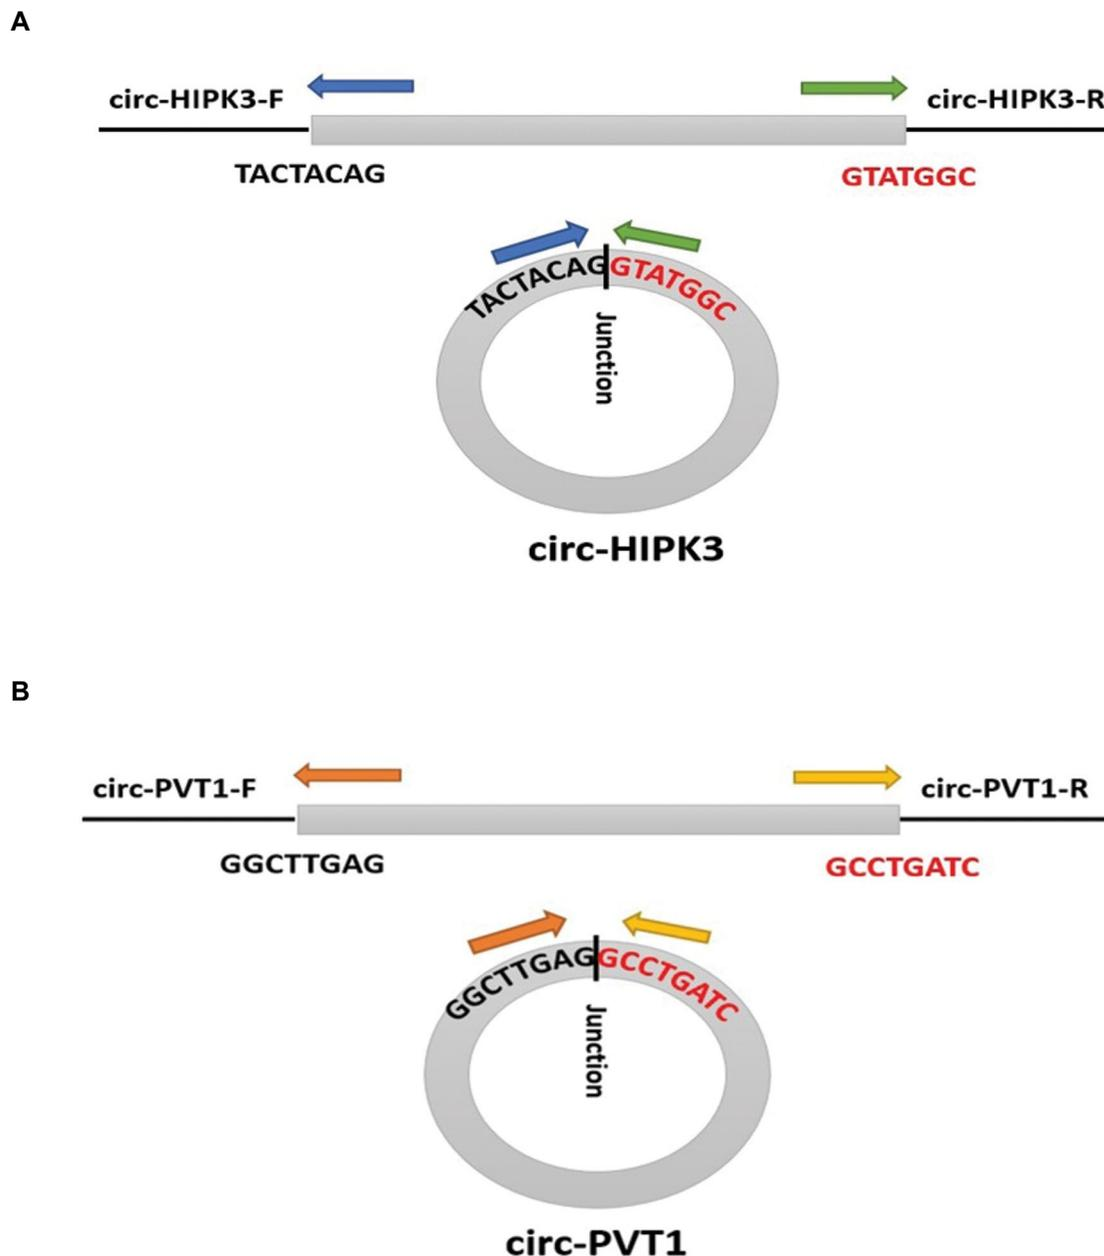 A
circ-HIPK3-F
circ-HIPK3-R
TACTACAG
GTATGGC
TACTACAG GTATGGC
Junction
circ-HIPK3
B
circ-PVT1-F
circ-PVT1-R
GGCTTGAG
GCCTGATC
GGCTTGAG GCCTGATC
Junction
circ-PVT1